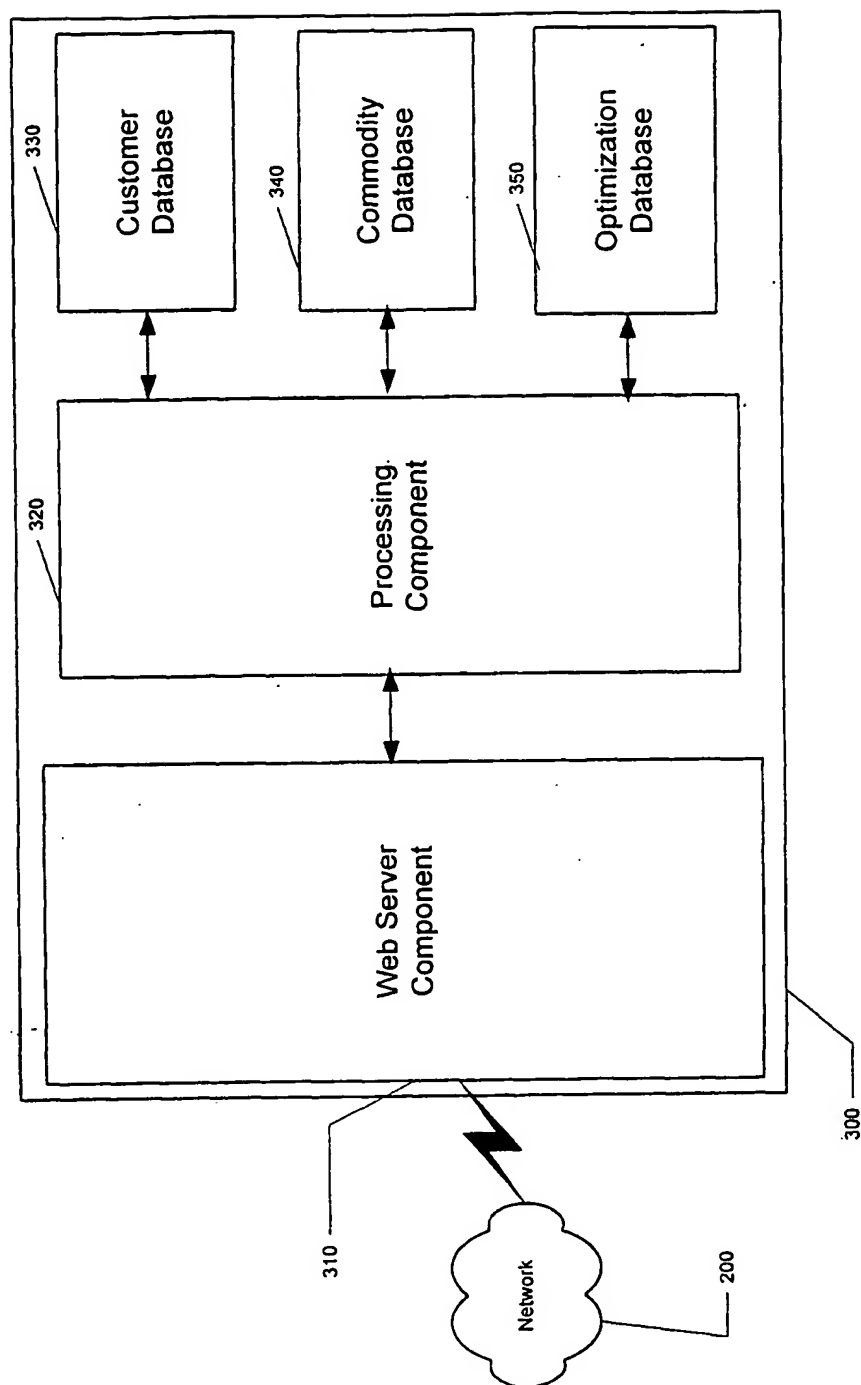 330
Customer
Database
340
Commodity
Database
350
Optimization
Database
320
Processing
Component
Web Server
Component
310
300
Network
200